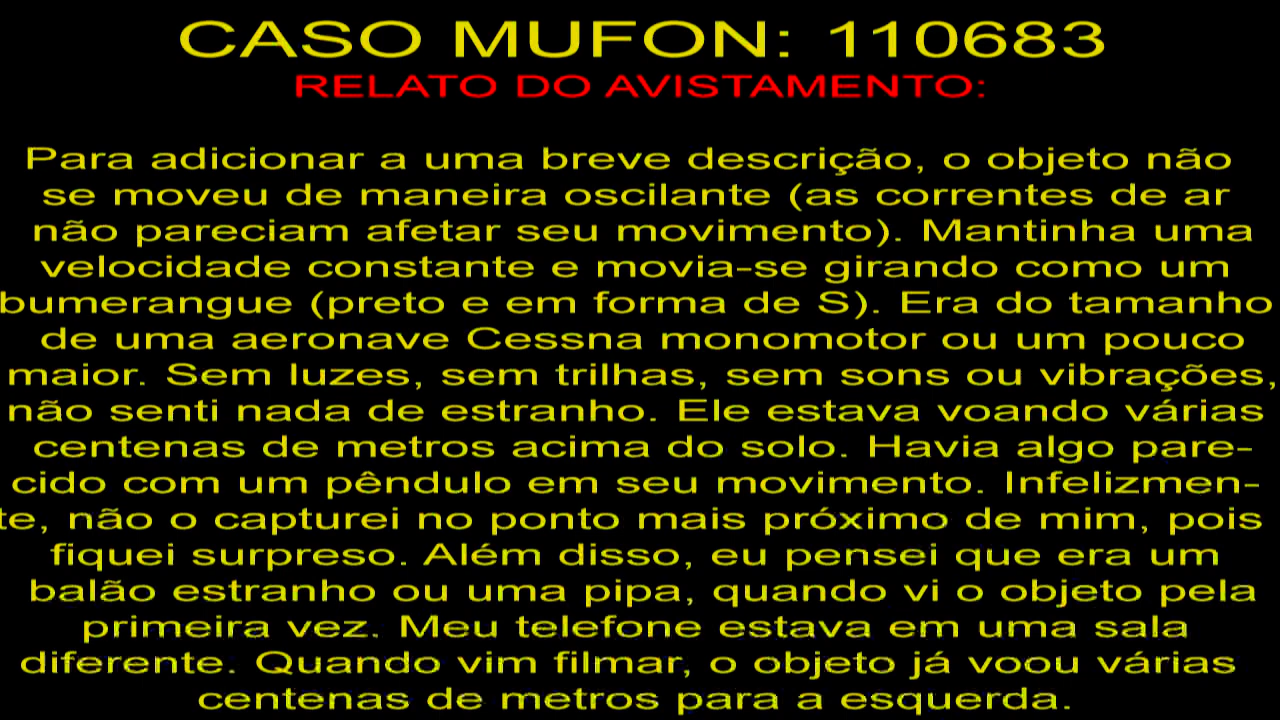 CASO MUFON: 110683
RELATO DO AVISTAMENTO:
Para adicionar a uma breve descrição, o objeto não
se moveu de maneira oscilante (as correntes de ar
não pareciam afetar seu movimento). Mantinha uma
velocidade constante e movia-se girando como um
bumerangue (preto e em forma de S). Era do tamanho
de uma aeronave Cessna monomotor ou um pouco
maior. Sem luzes, sem trilhas, sem sons ou vibrações,
não senti nada de estranho. Ele estava voando várias
centenas de metros acima do solo. Havia algo pare-
cido com um pêndulo em seu movimento. Infelizmen-
te, não o capturei no ponto mais próximo de mim, pois
fiquei surpreso. Além disso, eu pensei que era um
balão estranho ou uma pipa, quando vi o objeto pela
primeira vez. Meu telefone estava em uma sala
diferente. Quando vim filmar, o objeto já voou várias
centenas de metros para a esquerda.